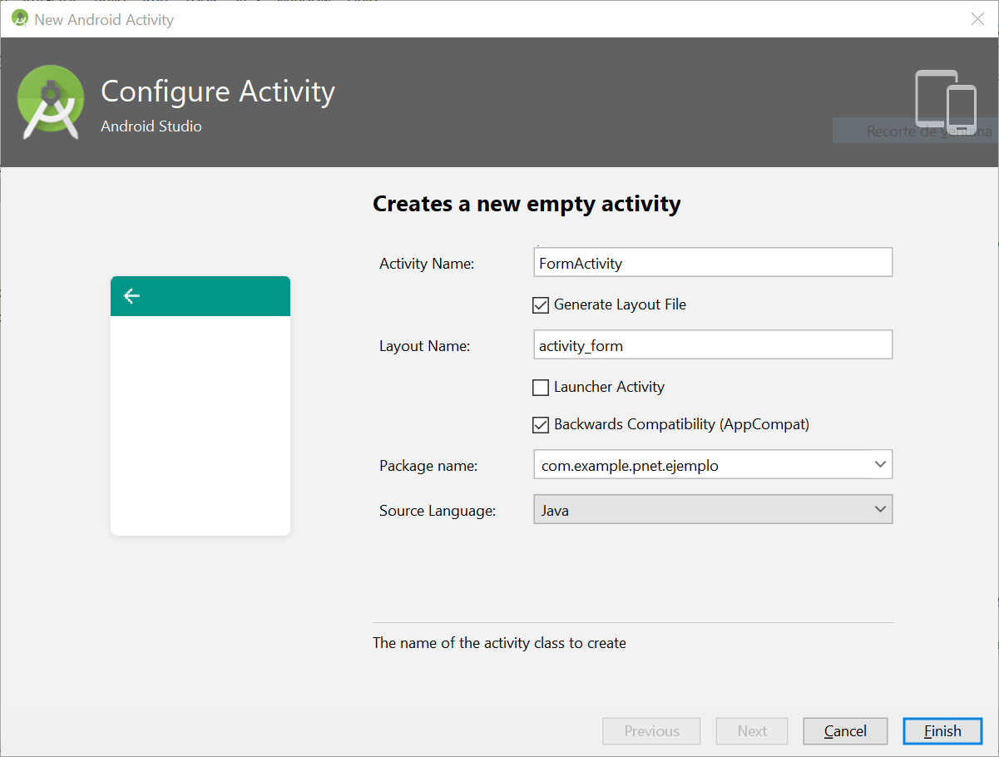 New Android Activity
Configure Activity
Android Studio
Recorte de ventana
Creates a new empty activity
Activity Name:
FormActivity
Generate Layout File
Layout Name:
activity_form
Launcher Activity
Backwards Compatibility (AppCompat)
Package name:
com.example.pnet.ejemplo
Source Language:
Java
The name of the activity class to create
Previous
Next
Cancel
Finish